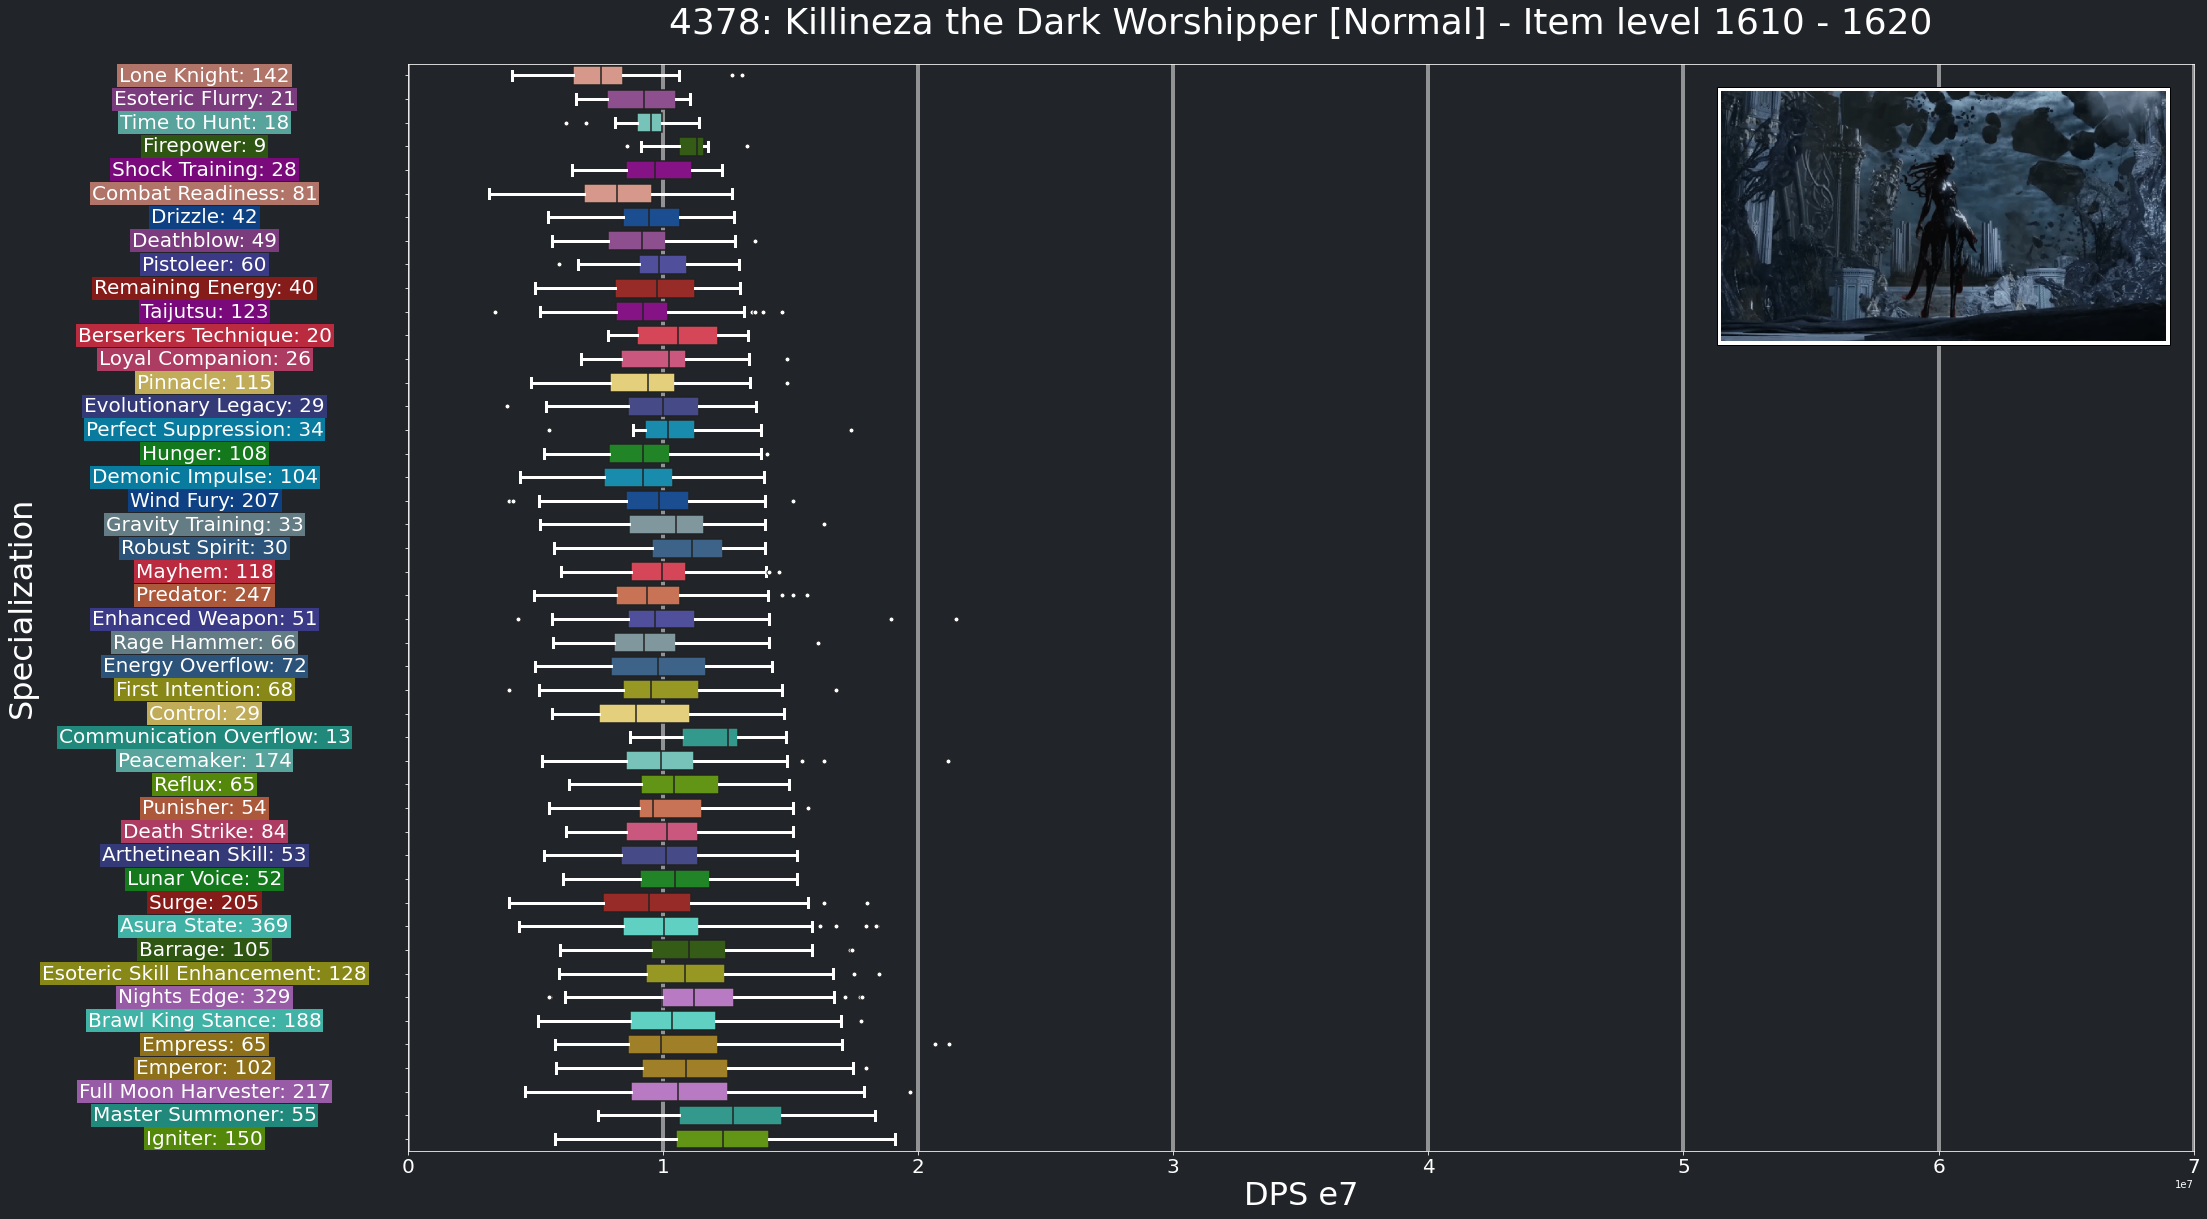 4378: Killineza the Dark Worshipper [Normal] - Item level 1610 - 1620
Lone Knight: 142
Esoteric Flurry: 21
Time to Hunt: 18
Firepower: 9
Shock Training: 28
Combat Readiness: 81
Drizzle: 42
Deathblow: 49
Pistoleer: 60
Remaining Energy: 40
Taijutsu: 123
Berserkers Technique: 20
Loyal Companion: 26
Pinnacle: 115
Evolutionary Legacy: 29
Perfect Suppression: 34
Hunger: 108
Demonic Impulse: 104
Wind Fury: 207
Gravity Training: 33
Robust Spirit: 30
Mayhem: 118
Predator: 247
Enhanced Weapon: 51
Rage Hammer: 66
Energy Overflow: 72
First Intention: 68
Control: 29
Communication Overflow: 13
Peacemaker: 174
Reflux: 65
Punisher: 54
Death Strike: 84
Arthetinean Skill: 53
Lunar Voice: 52
Surge: 205
Asura State: 369
Barrage: 105
Esoteric Skill Enhancement: 128
Nights Edge: 329
Brawl King Stance: 188
Empress: 65
Emperor: 102
Full Moon Harvester: 217
Master Summoner: 55
Igniter: 150
Specialization
0 1 2 3 4 5 6 7
1e7
DPS e7